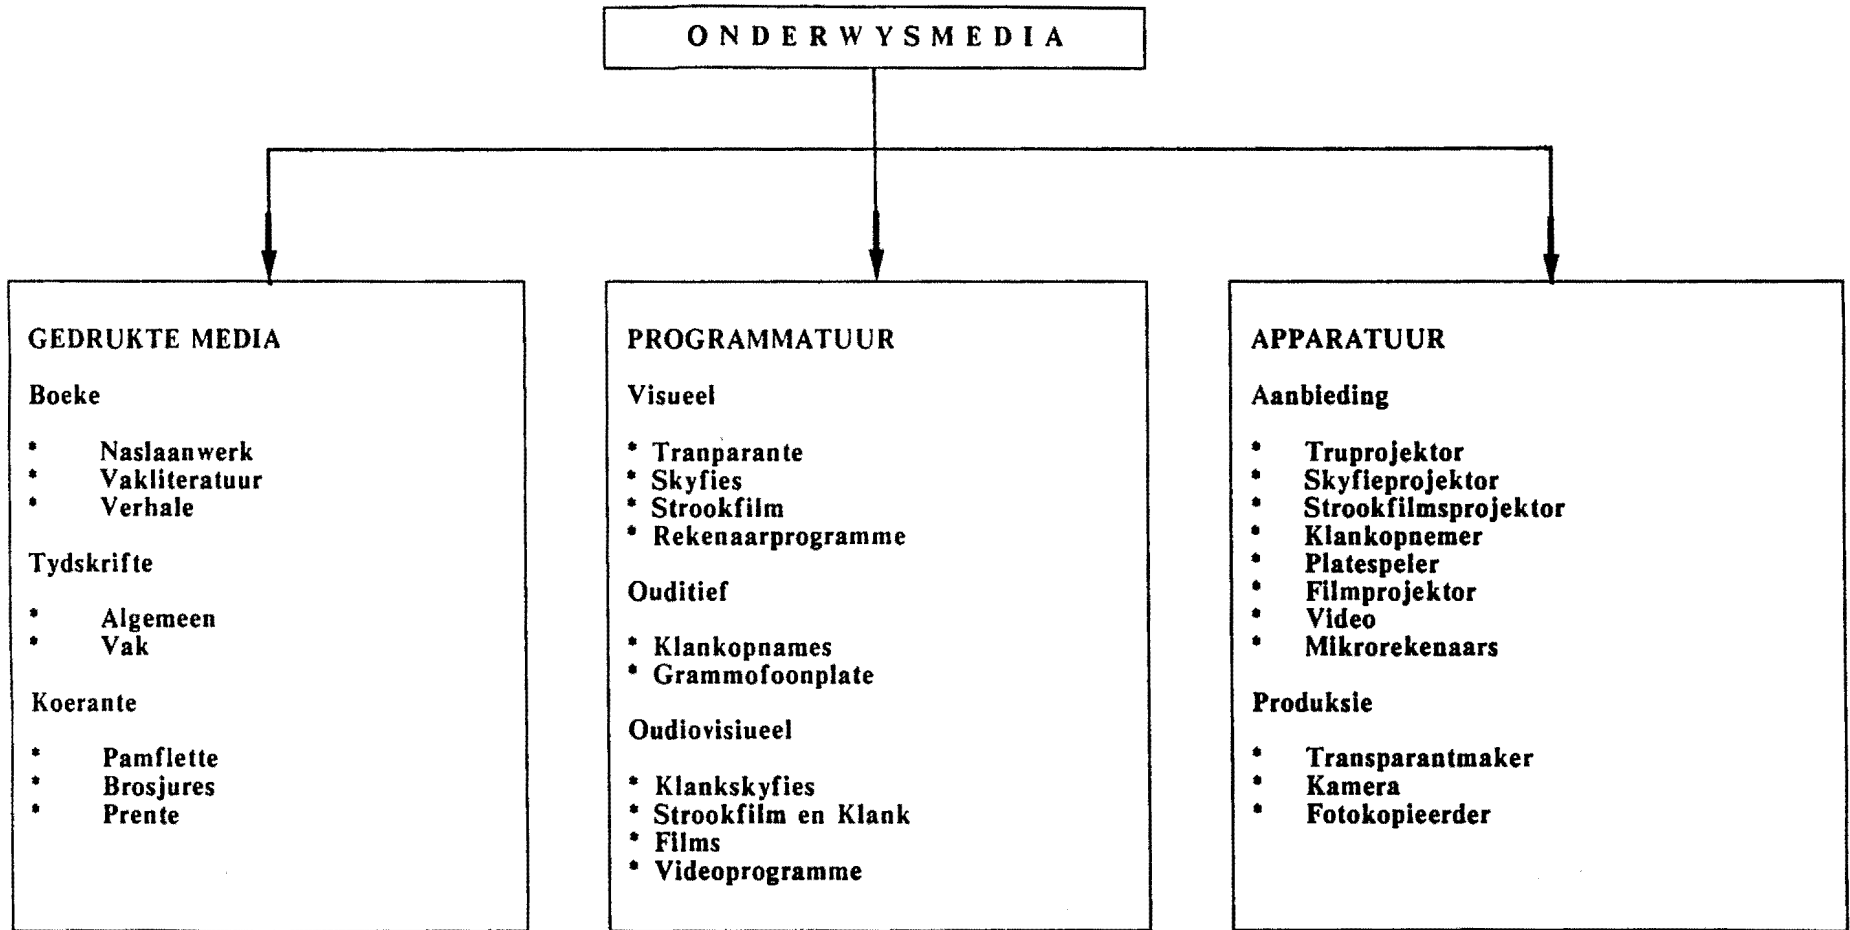 ONDERWYSMEDIA
GEDRUKTE MEDIA
Boeke
* Naslaanwerk
* Vakliteratuur
* Verhale
Tydskrifte
* Algemeen
* Vak
Koerante
* Pamflette
* Brosjures
* Prente
PROGRAMMATUUR
Visueel
* Tranparante
* Skyfies
* Strookfilm
* Rekenaarprogramme
Ouditief
* Klankopnames
* Grammofoonplate
Oudiovisiueel
* Klankskyfies
* Strookfilm en Klank
* Films
* Videoprogramme
APPARATUUR
Aanbieding
* Truprojektor
* Skyfieprojektor
* Strookfilmsprojektor
* Klankopnemer
* Platespeler
* Filmprojektor
* Video
* Mikrorekenaars
Produksie
* Transparantmaker
* Kamera
* Fotokopieerder